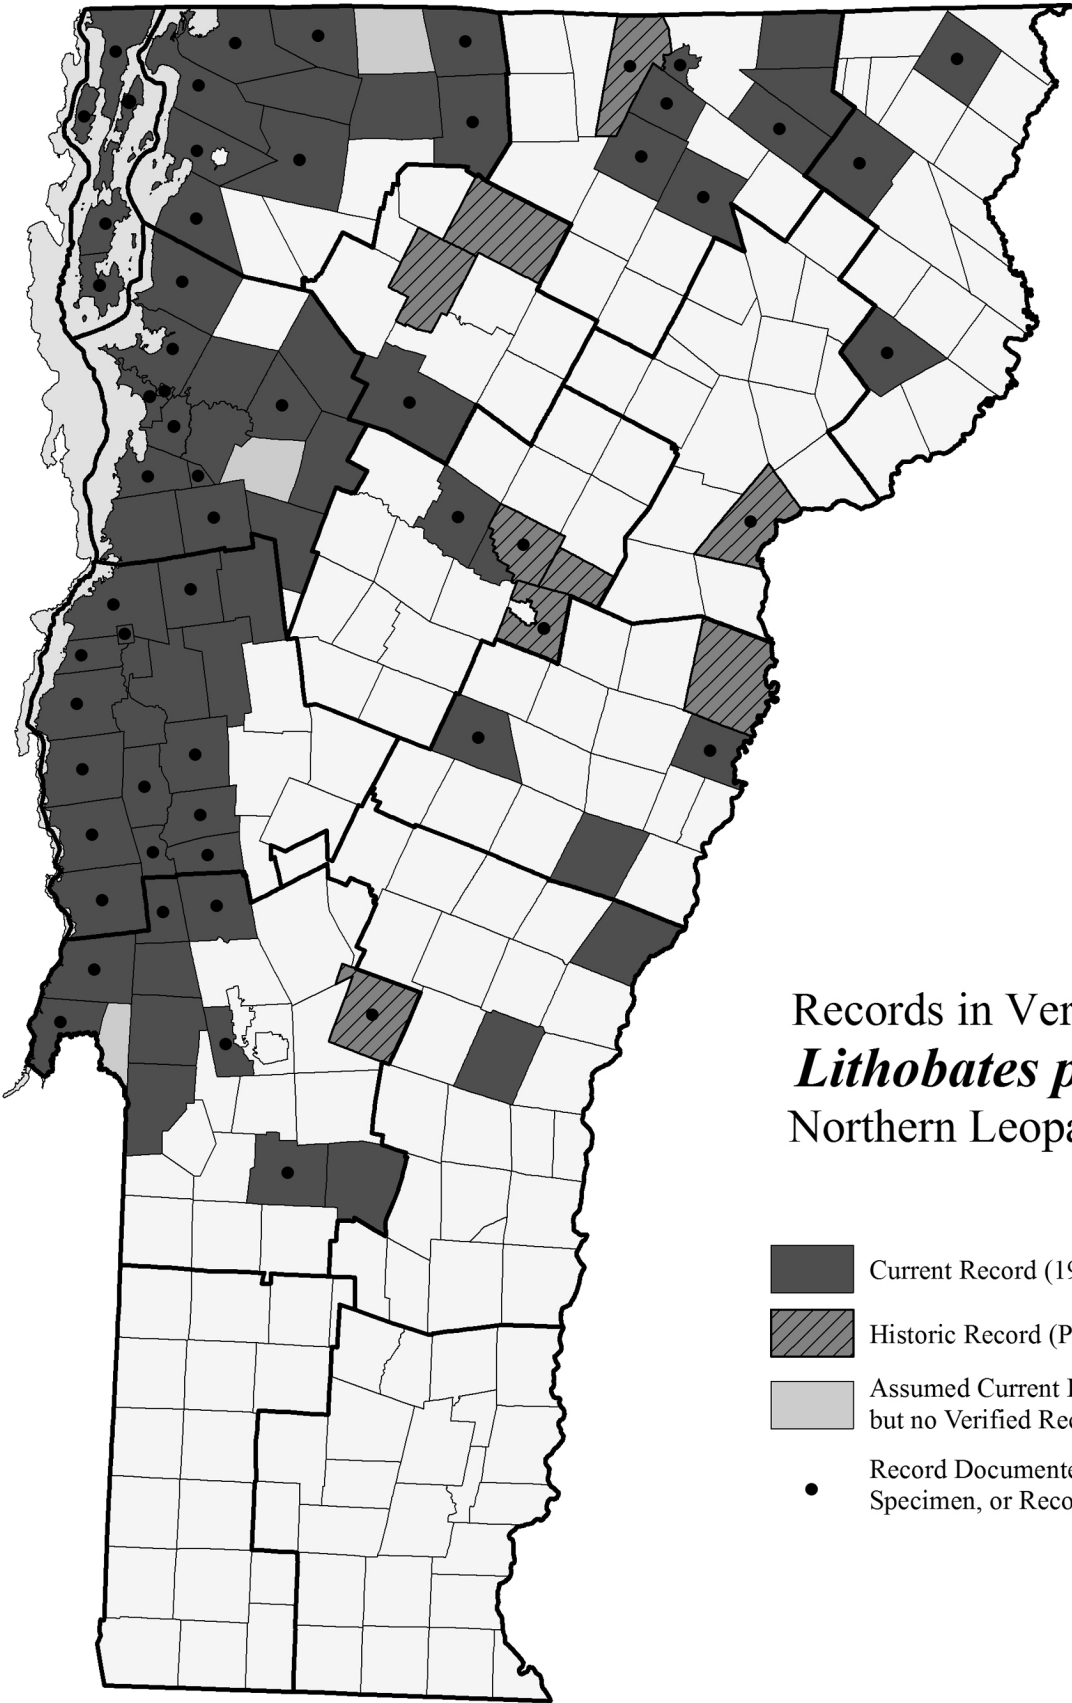 Records in Ver
Lithobates p
Northern Leopa
Current Record (19
Historic Record (P
Assumed Current
but no Verified Rec
Record Documente
Specimen, or Reco